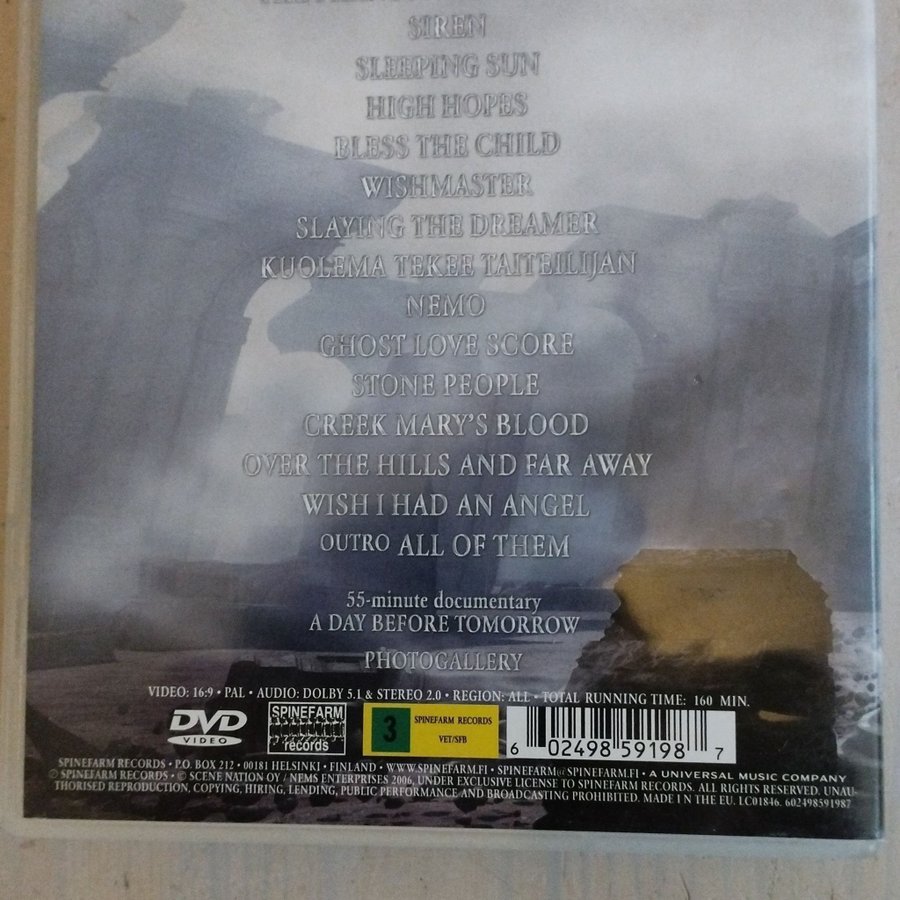 SIREN
SLEEPING SUN
HIGH HOPES
BLESS THE CHILD
WISHMASTER
SLAYING THE DREAMER
KUOLEMA TEKEE TAITEILIJAN
NEMO
GHOST LOVE SCORE
STONE PEOPLE
CREEK MARY'S BLOOD
OVER THE HILLS AND FAR AWAY
WISH I HAD AN ANGEL
OUTRO ALL OF THEM
55-minute documentary
A DAY BEFORE TOMORROW
PHOTOGALLERY
VIDEO: 16:9 • PAL • AUDIO: DOLBY 5.1 & STEREO 2.0 • REGION: ALL • TOTAL RUNNING TIME: 160 MIN.
DVD
VIDEO
SPINEFARM
records
3
SPINEFARM RECORDS
VET/SFB
6 02498 59198 7
SPINEFARM RECORDS • P.O. BOX 212 • 00181 HELSINKI • FINLAND • WWW.SPINEFARM.FI • SPINEFARM@SPINEFARM.FI • A UNIVERSAL MUSIC COMPANY
℗ SPINEFARM RECORDS • © SCENE NATION OY / NEMS ENTERPRISES 2006, UNDER EXCLUSIVE LICENSE TO SPINEFARM RECORDS. ALL RIGHTS RESERVED. UNAU-
THORISED REPRODUCTION, COPYING, HIRING, LENDING, PUBLIC PERFORMANCE AND BROADCASTING PROHIBITED. MADE I N THE EU. LC01846. 602498591987